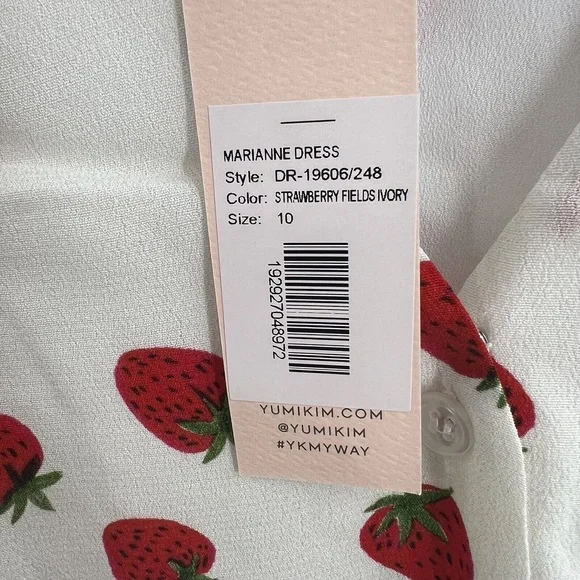 MARIANNE DRESS
Style: DR-19606/248
Color: STRAWBERRY FIELDS IVORY
Size: 10
192927048972
YUMIKIM.COM
@YUMIKIM
#YKMYWAY